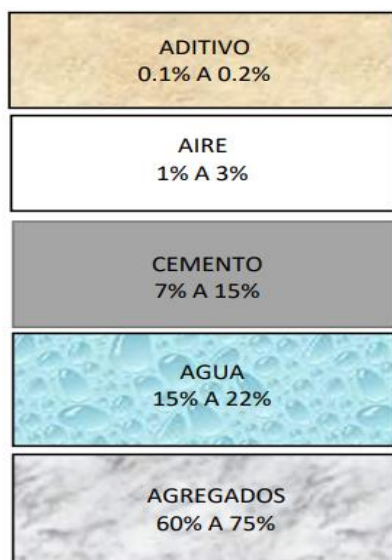 ADITIVO
0.1% A 0.2%
AIRE
1% A 3%
CEMENTO
7% A 15%
AGUA
15% A 22%
AGREGADOS
60% A 75%